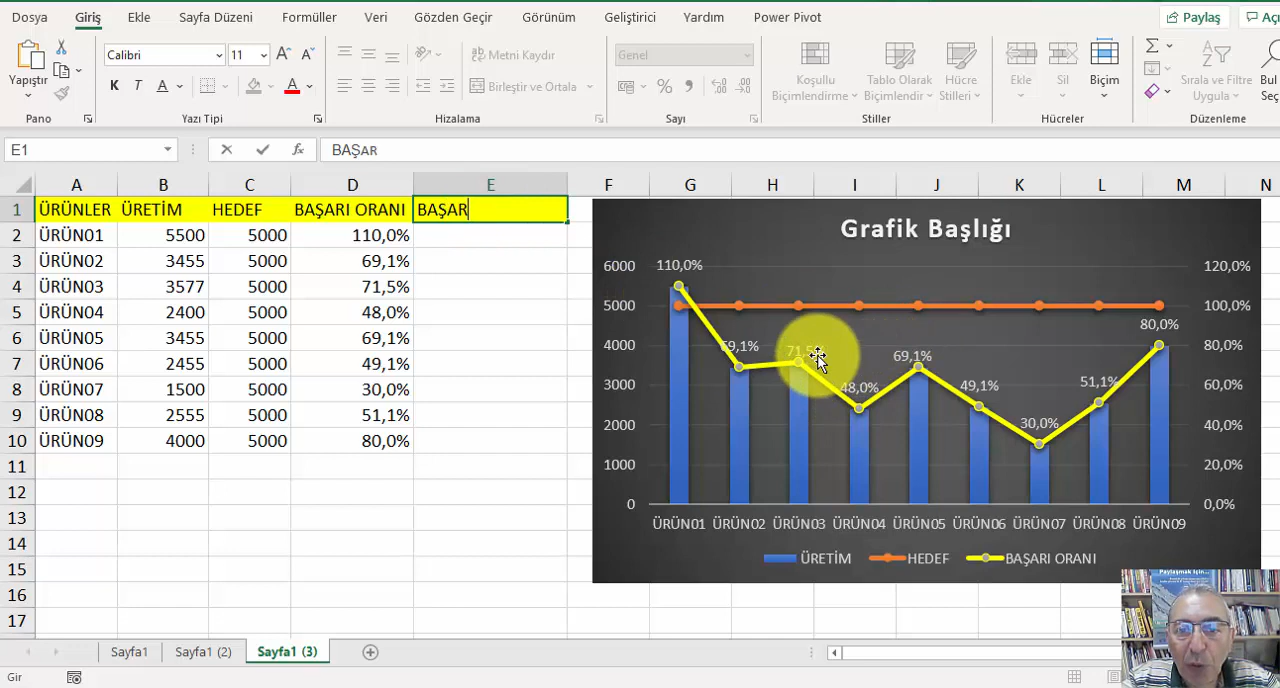 Dosya Giriş Ekle Sayfa Düzeni Formüller Veri Gözden Geçir Görünüm Geliştirici Yardım Power Pivot Paylaş
Calibri 11 Metni Kaydır Genel
Yapıştır K T A A Birleştir ve Ortala Koşullu Biçimlendirme Tablo Olarak Biçimlendir Hücre Stilleri Ekle Sil Biçim Sırala ve Filtre Uygula Bul
Pano Yazı Tipi Hizalama Sayı Stiller Hücreler Düzenleme
E1 fx BAŞAR
A B C D E F G H I J K L M N
1 ÜRÜNLER ÜRETİM HEDEF BAŞARI ORANI BAŞAR
2 ÜRÜN01 5500 5000 110,0%
3 ÜRÜN02 3455 5000 69,1%
4 ÜRÜN03 3577 5000 71,5%
5 ÜRÜN04 2400 5000 48,0%
6 ÜRÜN05 3455 5000 69,1%
7 ÜRÜN06 2455 5000 49,1%
8 ÜRÜN07 1500 5000 30,0%
9 ÜRÜN08 2555 5000 51,1%
10 ÜRÜN09 4000 5000 80,0%
11
12
13
14
15
16
17
Grafik Başlığı
6000 110,0% 120,0%
5000 100,0%
80,0%
4000 69,1% 69,1% 80,0%
3000 48,0% 49,1% 51,1% 60,0%
2000 30,0% 40,0%
1000 20,0%
0 0,0%
ÜRÜN01 ÜRÜN02 ÜRÜN03 ÜRÜN04 ÜRÜN05 ÜRÜN06 ÜRÜN07 ÜRÜN08 ÜRÜN09
ÜRETİM HEDEF BAŞARI ORANI
Paylaşmak İçin...
Sayfa1 Sayfa1 (2) Sayfa1 (3)
Gir